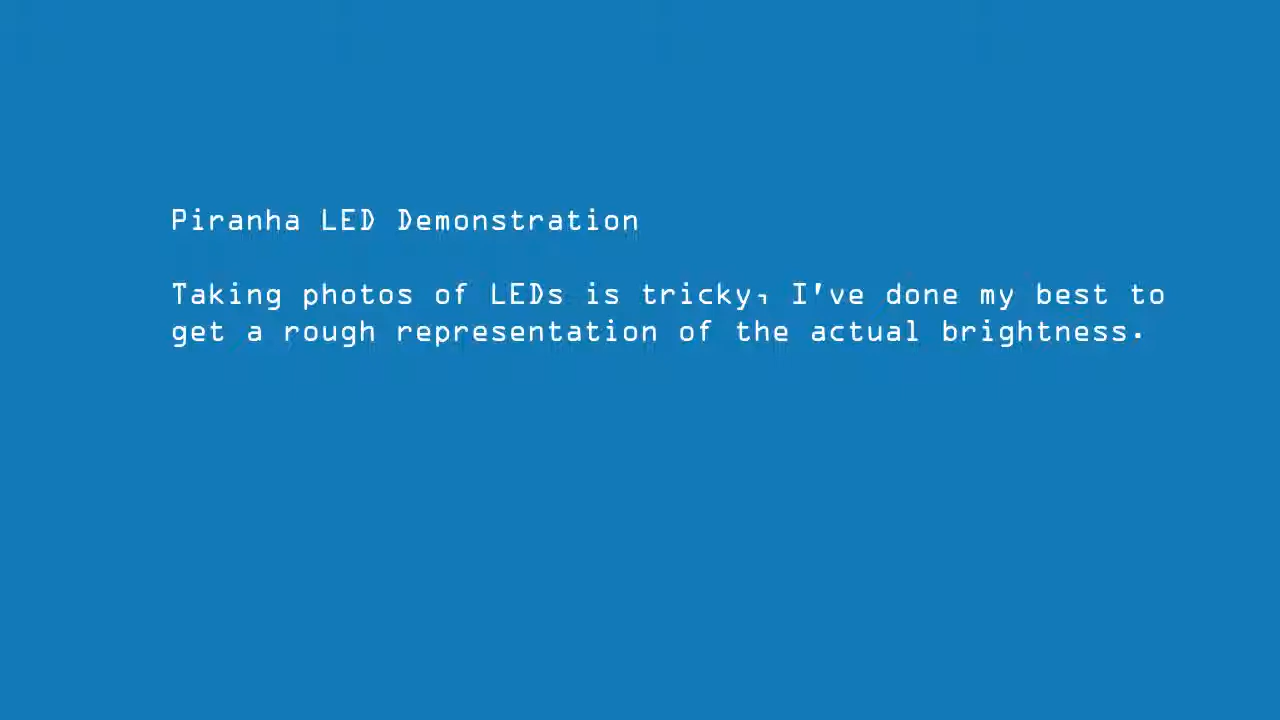 Piranha LED Demonstration
Taking photos of LEDs is tricky, I've done my best to
get a rough representation of the actual brightness.